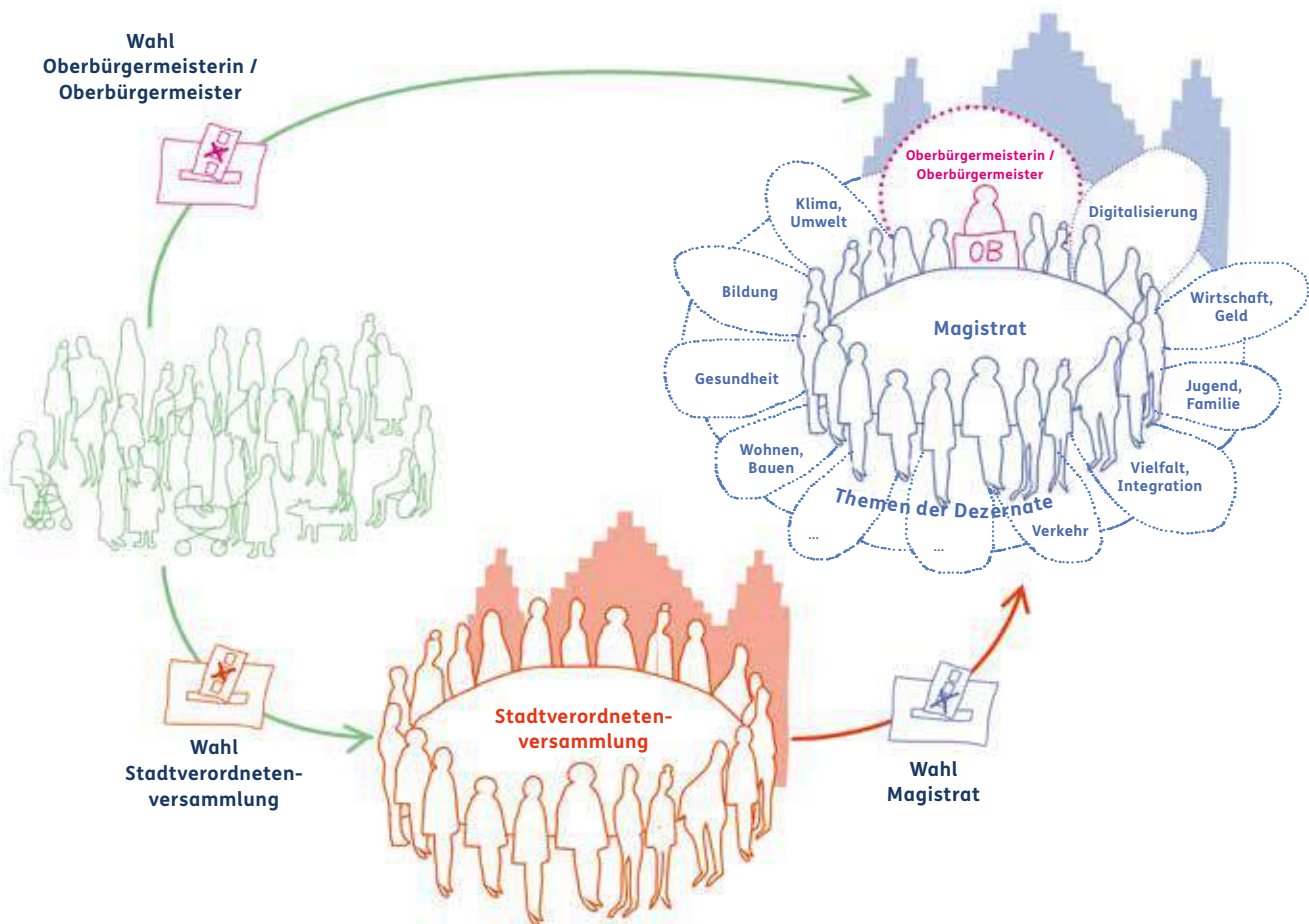 Wahl
Oberbürgermeisterin /
Oberbürgermeister
Oberbürgermeisterin /
Oberbürgermeister
OB
Klima,
Umwelt
Digitalisierung
Bildung
Wirtschaft,
Geld
Magistrat
Gesundheit
Jugend,
Familie
Wohnen,
Bauen
Vielfalt,
Integration
Themen der Dezernate
...
...
Verkehr
Stadtverordneten-
versammlung
Wahl
Stadtverordneten-
versammlung
Wahl
Magistrat